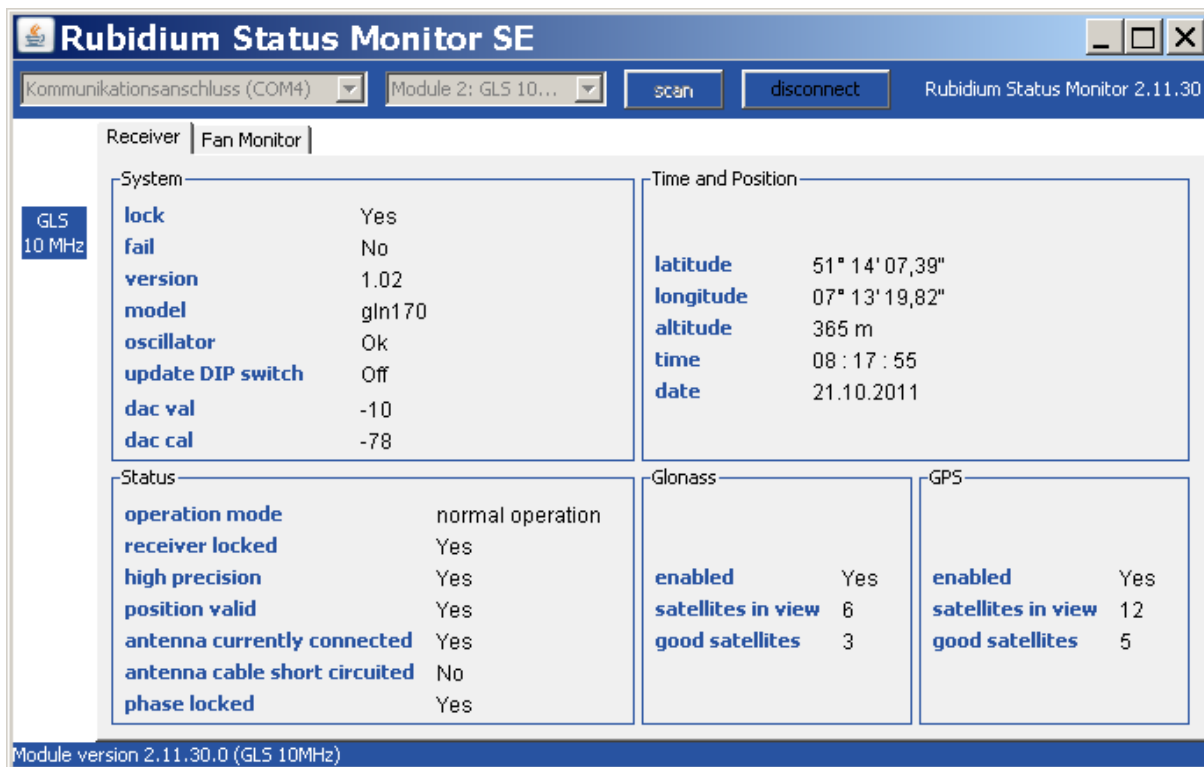 Rubidium Status Monitor SE
Kommunikationsanschluss (COM4) Module 2: GLS 10... scan disconnect Rubidium Status Monitor 2.11.30
Receiver Fan Monitor
GLS
10 MHz
System
lock Yes
fail No
version 1.02
model gln170
oscillator Ok
update DIP switch Off
dac val -10
dac cal -78
Time and Position
latitude 51° 14' 07,39"
longitude 07° 13' 19,82"
altitude 365 m
time 08 : 17 : 55
date 21.10.2011
Status
operation mode normal operation
receiver locked Yes
high precision Yes
position valid Yes
antenna currently connected Yes
antenna cable short circuited No
phase locked Yes
Glonass
enabled Yes
satellites in view 6
good satellites 3
GPS
enabled Yes
satellites in view 12
good satellites 5
Module version 2.11.30.0 (GLS 10MHz)